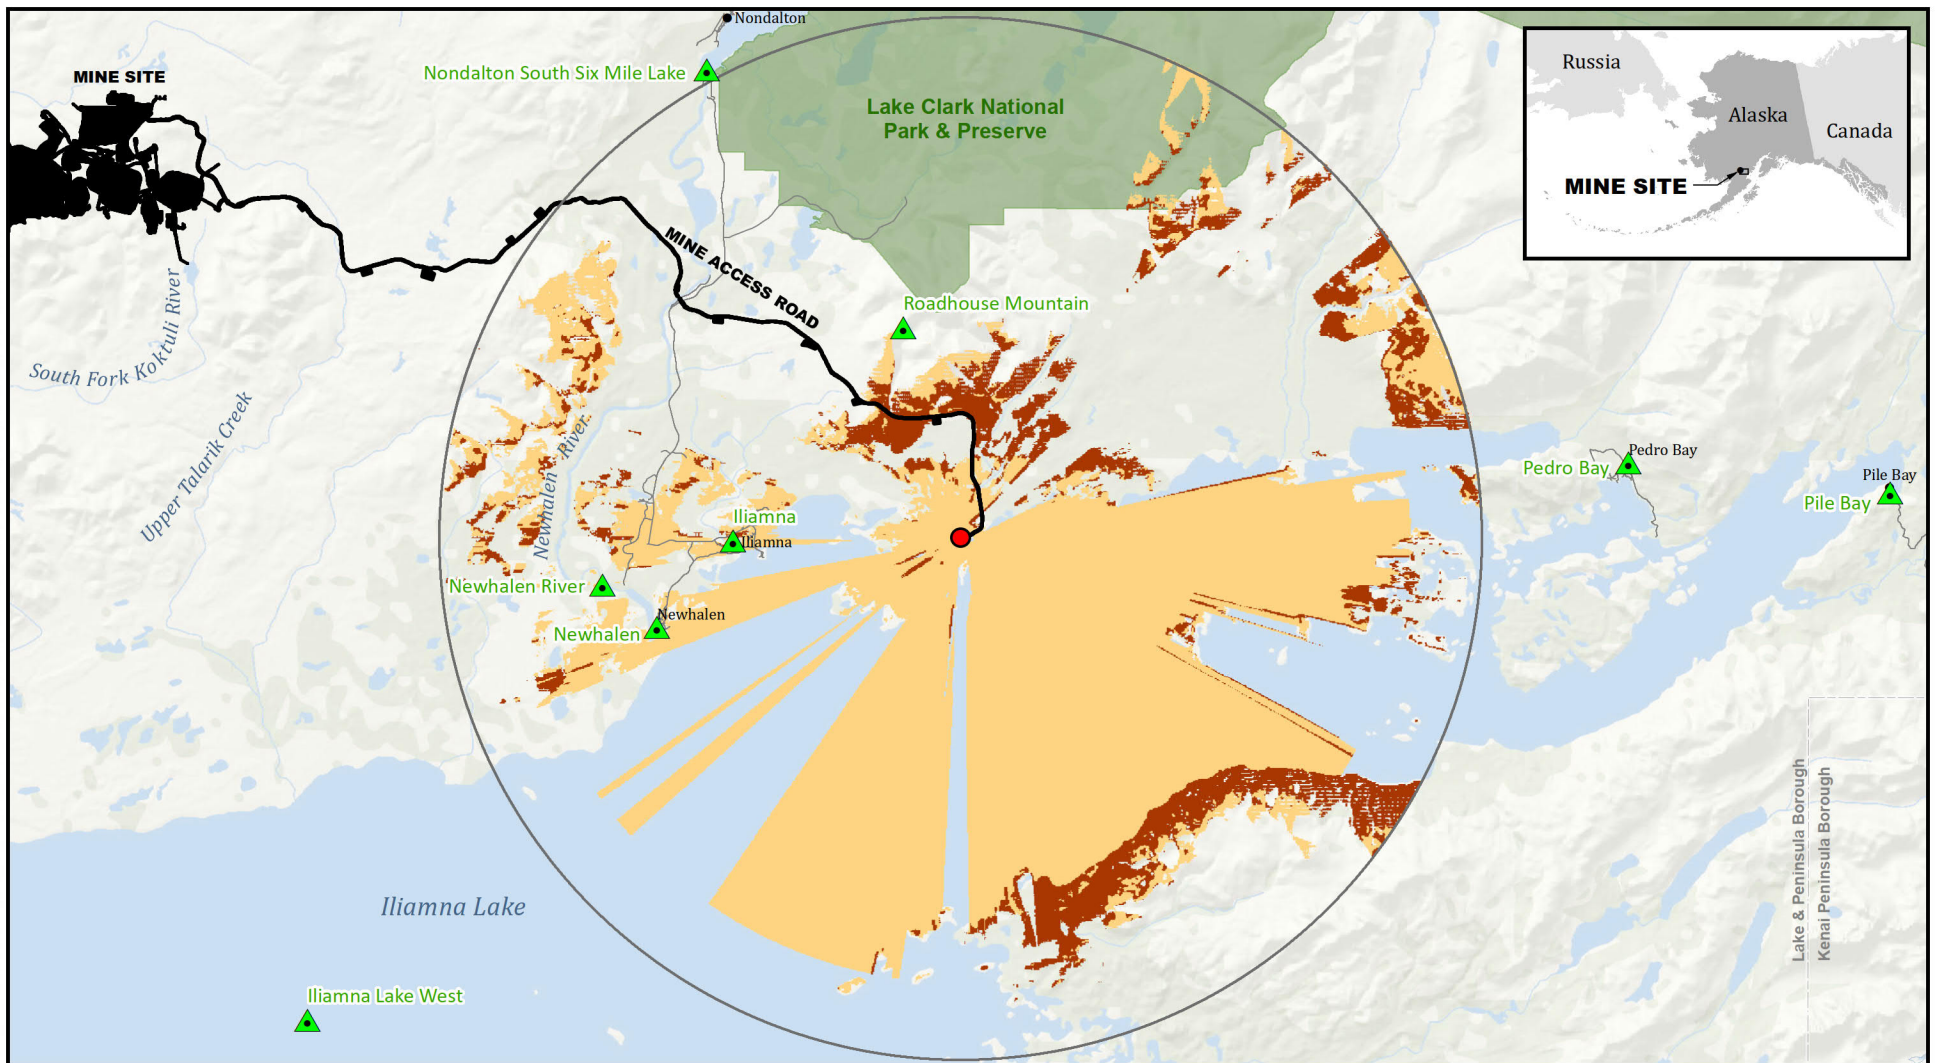 Nondalton
MINE SITE
Nondalton South Six Mile Lake
Lake Clark National
Park & Preserve
Russia
Alaska
Canada
MINE SITE
MINE ACCESS ROAD
South Fork Koktuli River
Roadhouse Mountain
Upper Talarik Creek
Newhalen River
Pedro Bay
Pedro Bay
Pile Bay
Pile Bay
Iliamna
Iliamna
Newhalen River
Newhalen
Newhalen
Iliamna Lake
Lake & Peninsula Borough
Kenai Peninsula Borough
Iliamna Lake West